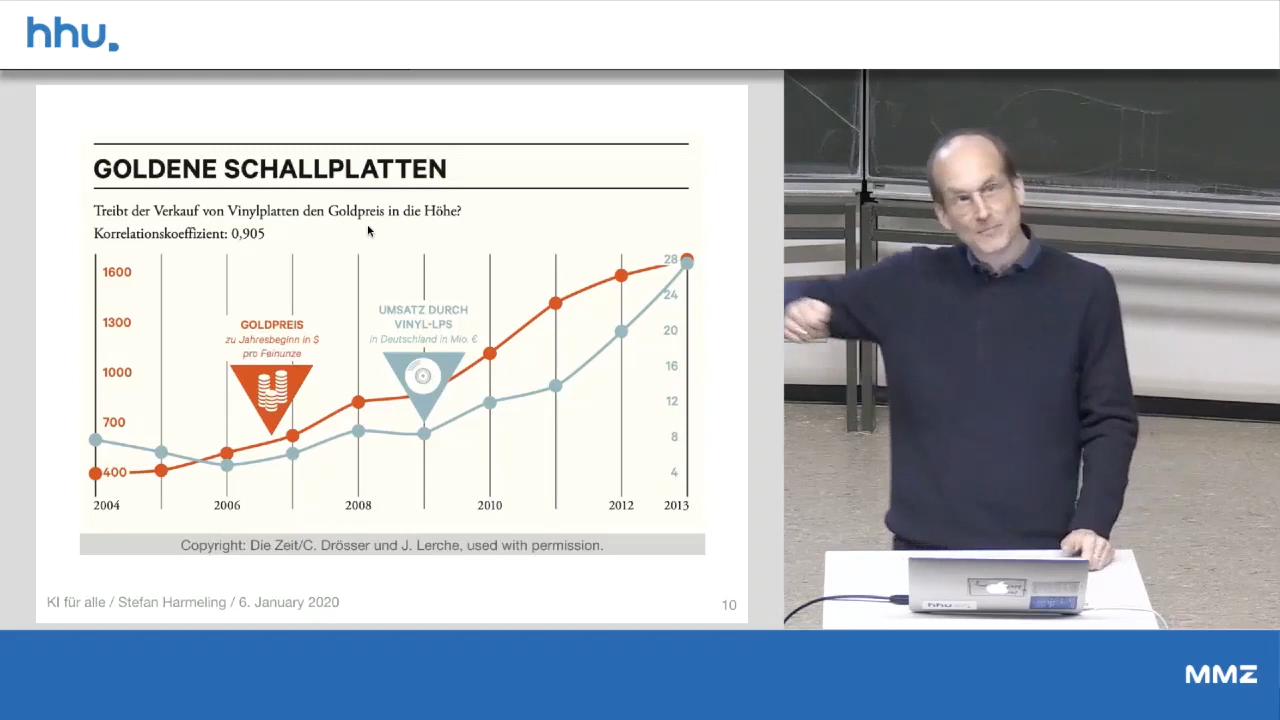 hhu.
GOLDENE SCHALLPLATTEN
Treibt der Verkauf von Vinylplatten den Goldpreis in die Höhe?
Korrelationskoeffizient: 0,905
1600
1300
1000
700
400
GOLDPREIS
zu Jahresbeginn in $
pro Feinunze
UMSATZ DURCH
VINYL-LPS
in Deutschland in Mio. €
28
24
20
16
12
8
4
2004
2006
2008
2010
2012
2013
Copyright: Die Zeit/C. Drösser und J. Lerche, used with permission.
KI für alle / Stefan Harmeling / 6. January 2020
10
hhu
MMZ